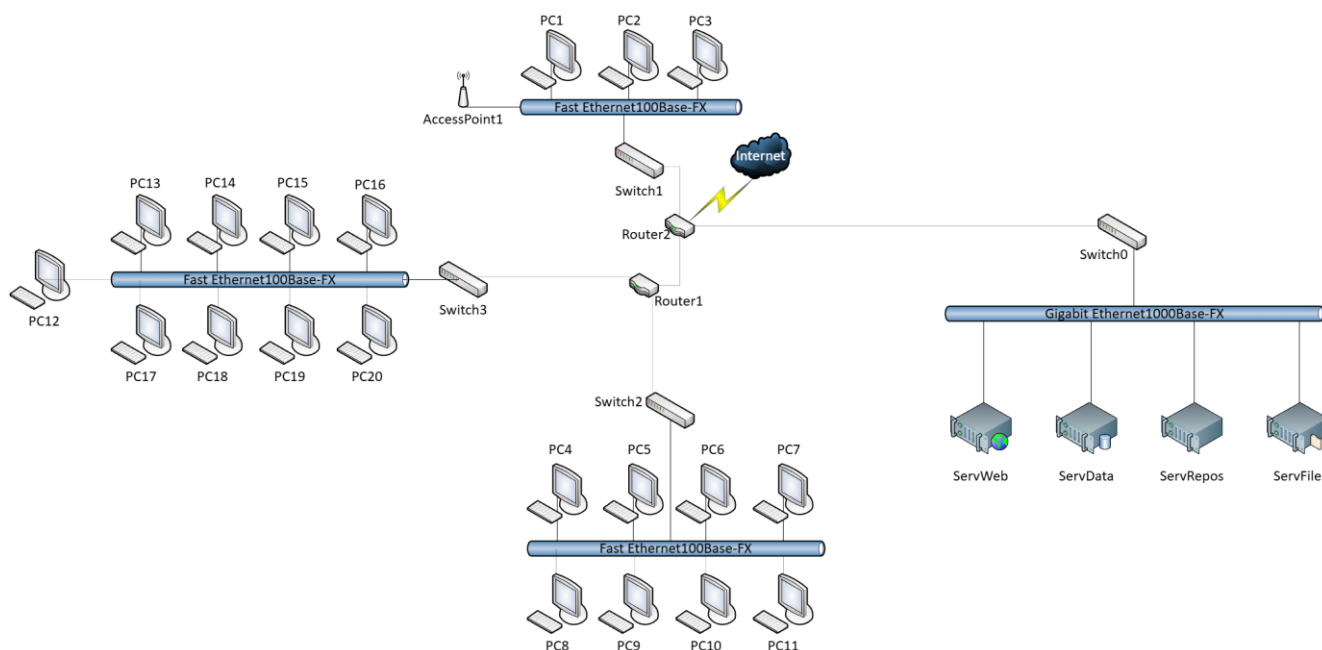 PC1
PC2
PC3
Fast Ethernet100Base-FX
AccessPoint1
Internet
Switch1
PC13
PC14
PC15
PC16
Router2
Switch0
Fast Ethernet100Base-FX
Switch3
Router1
PC12
Gigabit Ethernet1000Base-FX
PC17
PC18
PC19
PC20
Switch2
PC4
PC5
PC6
PC7
ServWeb
ServData
ServRepos
ServFile
Fast Ethernet100Base-FX
PC8
PC9
PC10
PC11